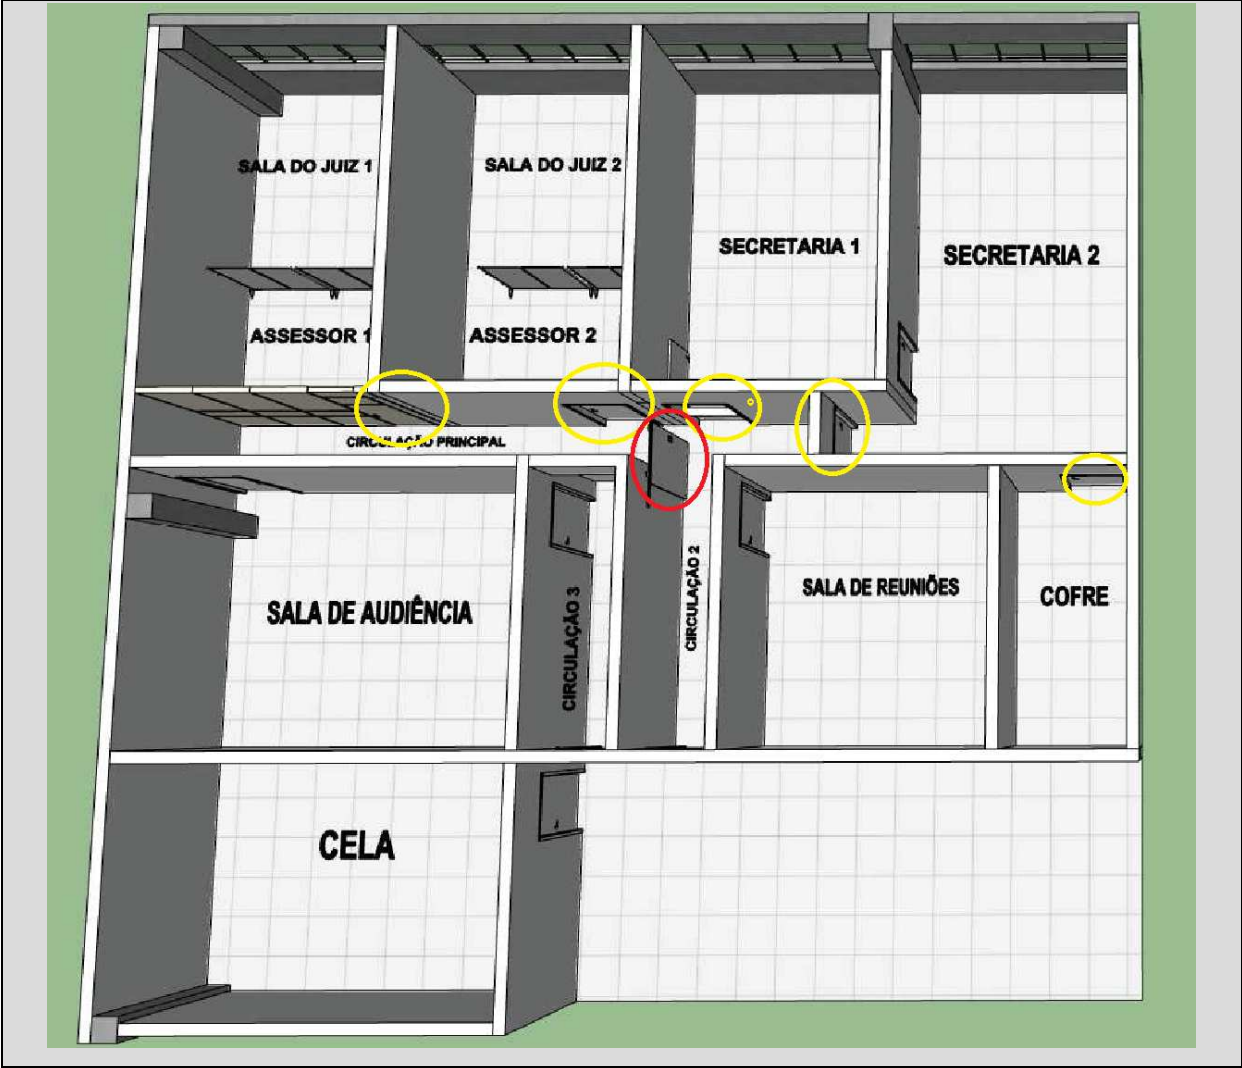 SALA DO JUIZ 1
SALA DO JUIZ 2
SECRETARIA 1
SECRETARIA 2
ASSESSOR 1
ASSESSOR 2
CIRCULAÇÃO PRINCIPAL
SALA DE AUDIÊNCIA
CIRCULAÇÃO 3
CIRCULAÇÃO 2
SALA DE REUNIÕES
COFRE
CELA